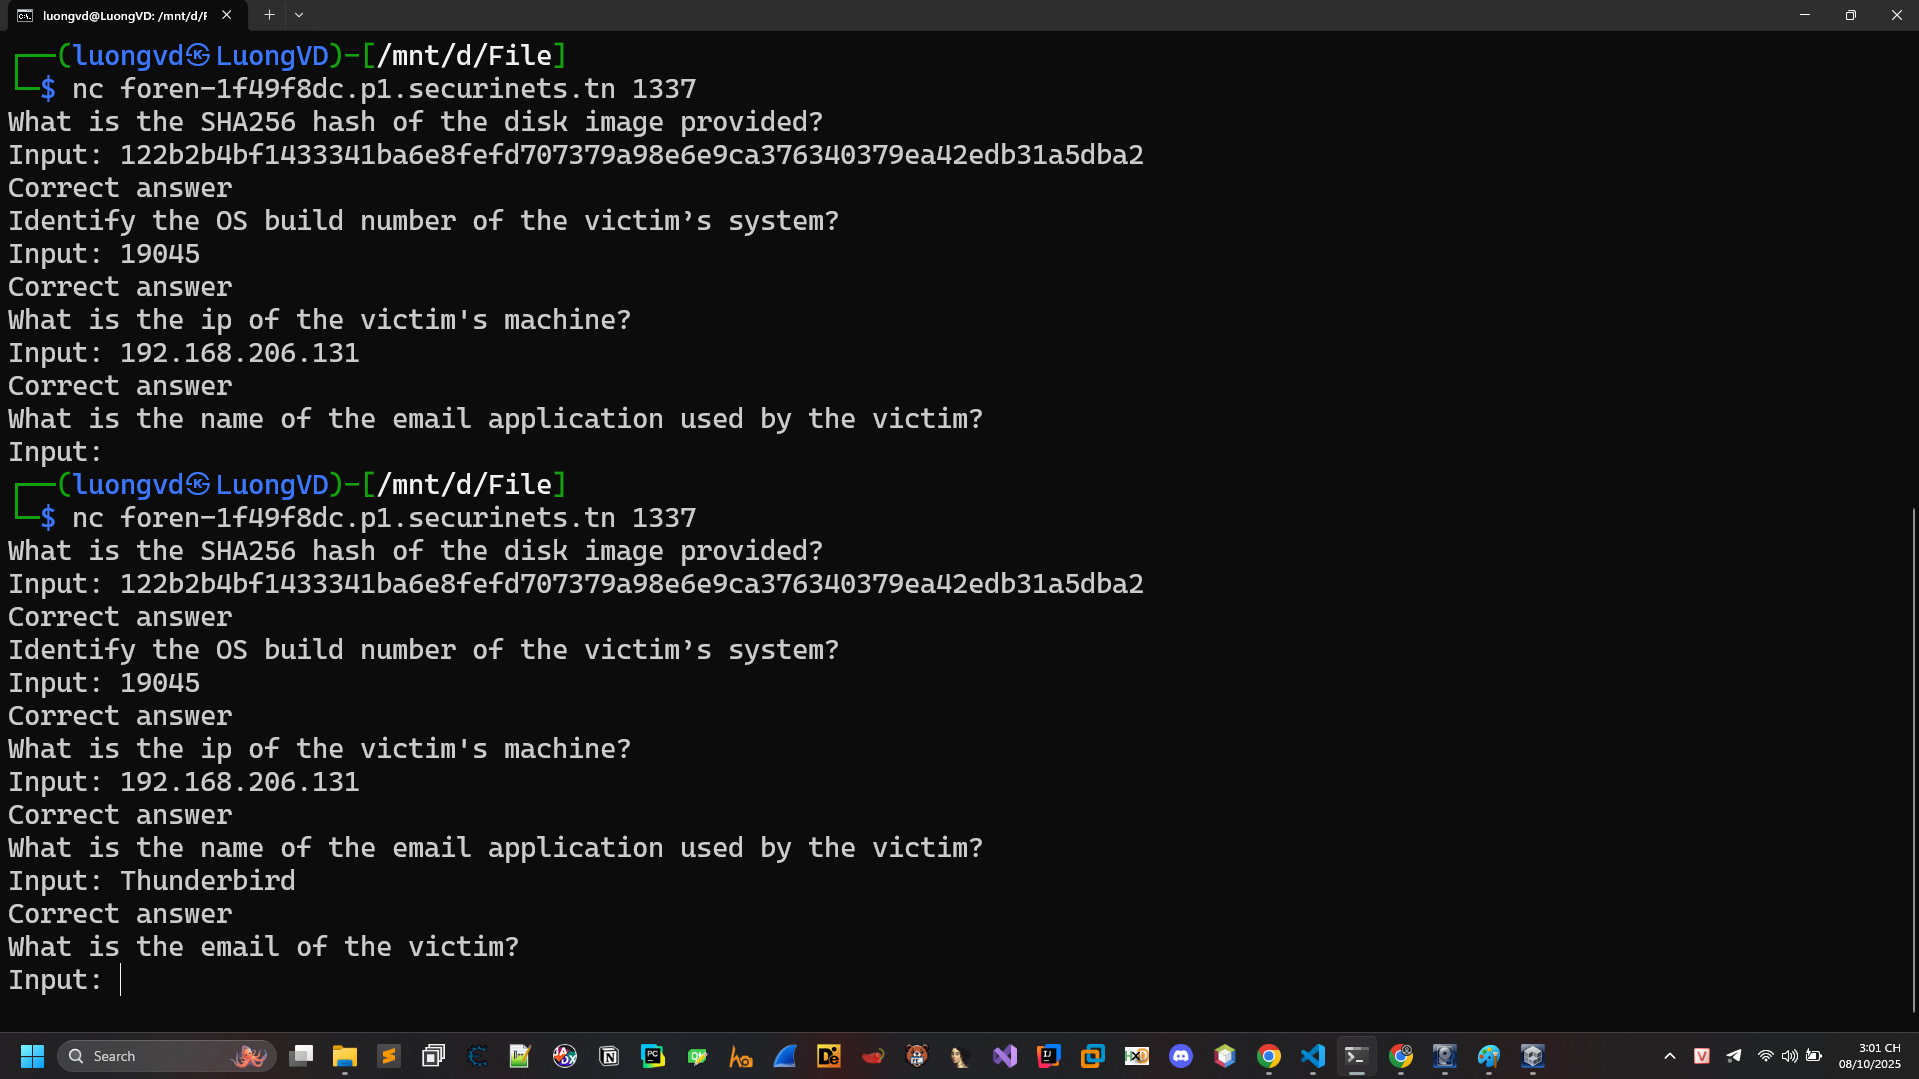 luongvd@LuongVD: /mnt/d/F
(luongvd㉿LuongVD)-[/mnt/d/File]
$ nc foren-1f49f8dc.p1.securinets.tn 1337
What is the SHA256 hash of the disk image provided?
Input: 122b2b4bf1433341ba6e8fefd707379a98e6e9ca376340379ea42edb31a5dba2
Correct answer
Identify the OS build number of the victim’s system?
Input: 19045
Correct answer
What is the ip of the victim's machine?
Input: 192.168.206.131
Correct answer
What is the name of the email application used by the victim?
Input:
(luongvd㉿LuongVD)-[/mnt/d/File]
$ nc foren-1f49f8dc.p1.securinets.tn 1337
What is the SHA256 hash of the disk image provided?
Input: 122b2b4bf1433341ba6e8fefd707379a98e6e9ca376340379ea42edb31a5dba2
Correct answer
Identify the OS build number of the victim’s system?
Input: 19045
Correct answer
What is the ip of the victim's machine?
Input: 192.168.206.131
Correct answer
What is the name of the email application used by the victim?
Input: Thunderbird
Correct answer
What is the email of the victim?
Input:
Search
3:01 CH
08/10/2025